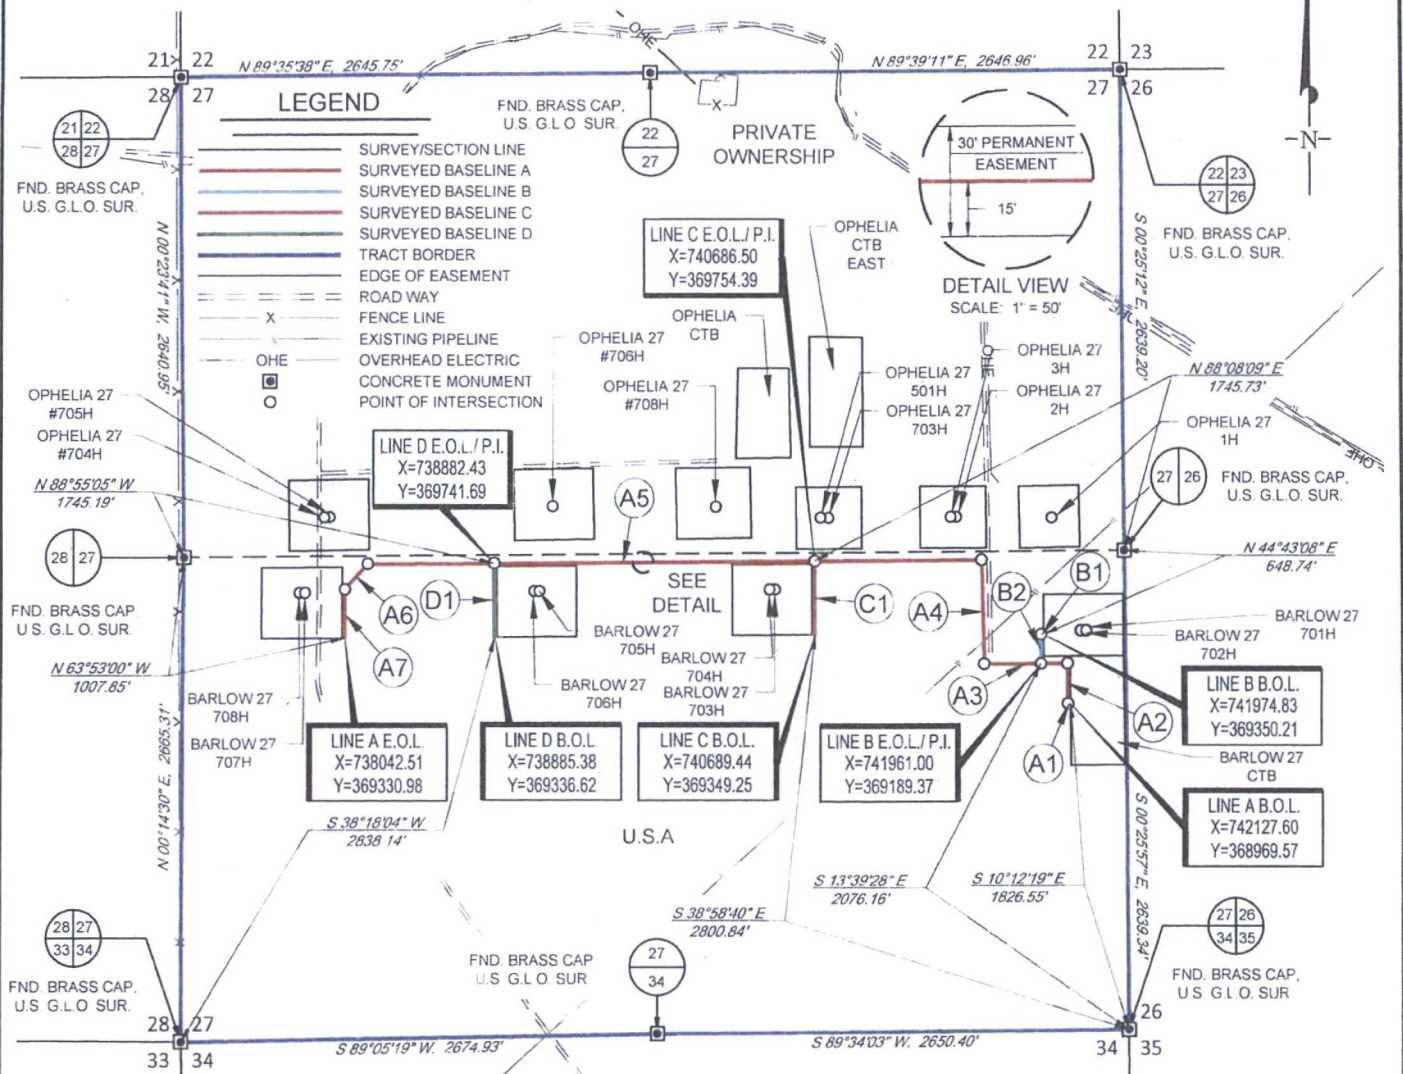 21 22
28 27
N 89°35'38" E, 2645.75'
OHE
N 89°39'11" E, 2646.96'
22 23
27 26
LEGEND
SURVEY/SECTION LINE
SURVEYED BASELINE A
SURVEYED BASELINE B
SURVEYED BASELINE C
SURVEYED BASELINE D
TRACT BORDER
EDGE OF EASEMENT
ROAD WAY
X FENCE LINE
EXISTING PIPELINE
OHE OVERHEAD ELECTRIC
CONCRETE MONUMENT
POINT OF INTERSECTION
21 22
28 27
FND. BRASS CAP,
U.S. G.L.O. SUR.
FND. BRASS CAP,
U.S. G.L O SUR.
22
27
X
PRIVATE
OWNERSHIP
30' PERMANENT
EASEMENT
15'
DETAIL VIEW
SCALE: 1" = 50'
-N-
22 23
27 26
FND. BRASS CAP,
U.S. G.L.O. SUR.
N 00°23'41" W, 2640.95'
S 00°25'12" E, 2639.20'
LINE C E.O.L./ P.I.
X=740686.50
Y=369754.39
OPHELIA
CTB
EAST
OPHELIA
CTB
OPHELIA 27
#706H
OPHELIA 27
#708H
OPHELIA 27
501H
OPHELIA 27
703H
OHE
OPHELIA 27
3H
OPHELIA 27
2H
OHE
N 88°08'09" E
1745.73'
OPHELIA 27
1H
OHE
OPHELIA 27
#705H
OPHELIA 27
#704H
N 88°55'05" W
1745.19'
LINE D E.O.L./ P.I.
X=738882.43
Y=369741.69
A5
27 26
FND. BRASS CAP,
U.S. G.L.O. SUR.
28 27
FND. BRASS CAP.
U.S. G.L O. SUR.
N 44°43'08" E
648.74'
SEE
DETAIL
A6
D1
C1
A4
B2
B1
A7
A3
A2
A1
BARLOW 27
705H
BARLOW 27
706H
BARLOW 27
704H
BARLOW 27
703H
BARLOW 27
701H
BARLOW 27
702H
N 63°53'00" W
1007.85'
BARLOW 27
708H
BARLOW 27
707H
LINE A E.O.L.
X=738042.51
Y=369330.98
LINE D B.O.L.
X=738885.38
Y=369336.62
LINE C B.O.L.
X=740689.44
Y=369349.25
LINE B E.O.L./ P.I.
X=741961.00
Y=369189.37
LINE B B.O.L.
X=741974.83
Y=369350.21
BARLOW 27
CTB
LINE A B.O.L.
X=742127.60
Y=368969.57
N 00°14'30" E. 2665.31'
S 00°25'57" E, 2639.34'
S 38°18'04" W
2838 14'
U.S.A
S 13°39'28" E
2076.16'
S 10°12'19" E
1826.55'
S 38°58'40" E
2800.84'
28 27
33 34
FND. BRASS CAP,
U.S G.L.O SUR.
FND. BRASS CAP
U.S G.L.O. SUR
27
34
27 26
34 35
FND. BRASS CAP,
U.S G.L.O. SUR
28 27
33 34
S 89°05'19" W. 2674.93'
S 89°34'03" W. 2650.40'
26
34 35